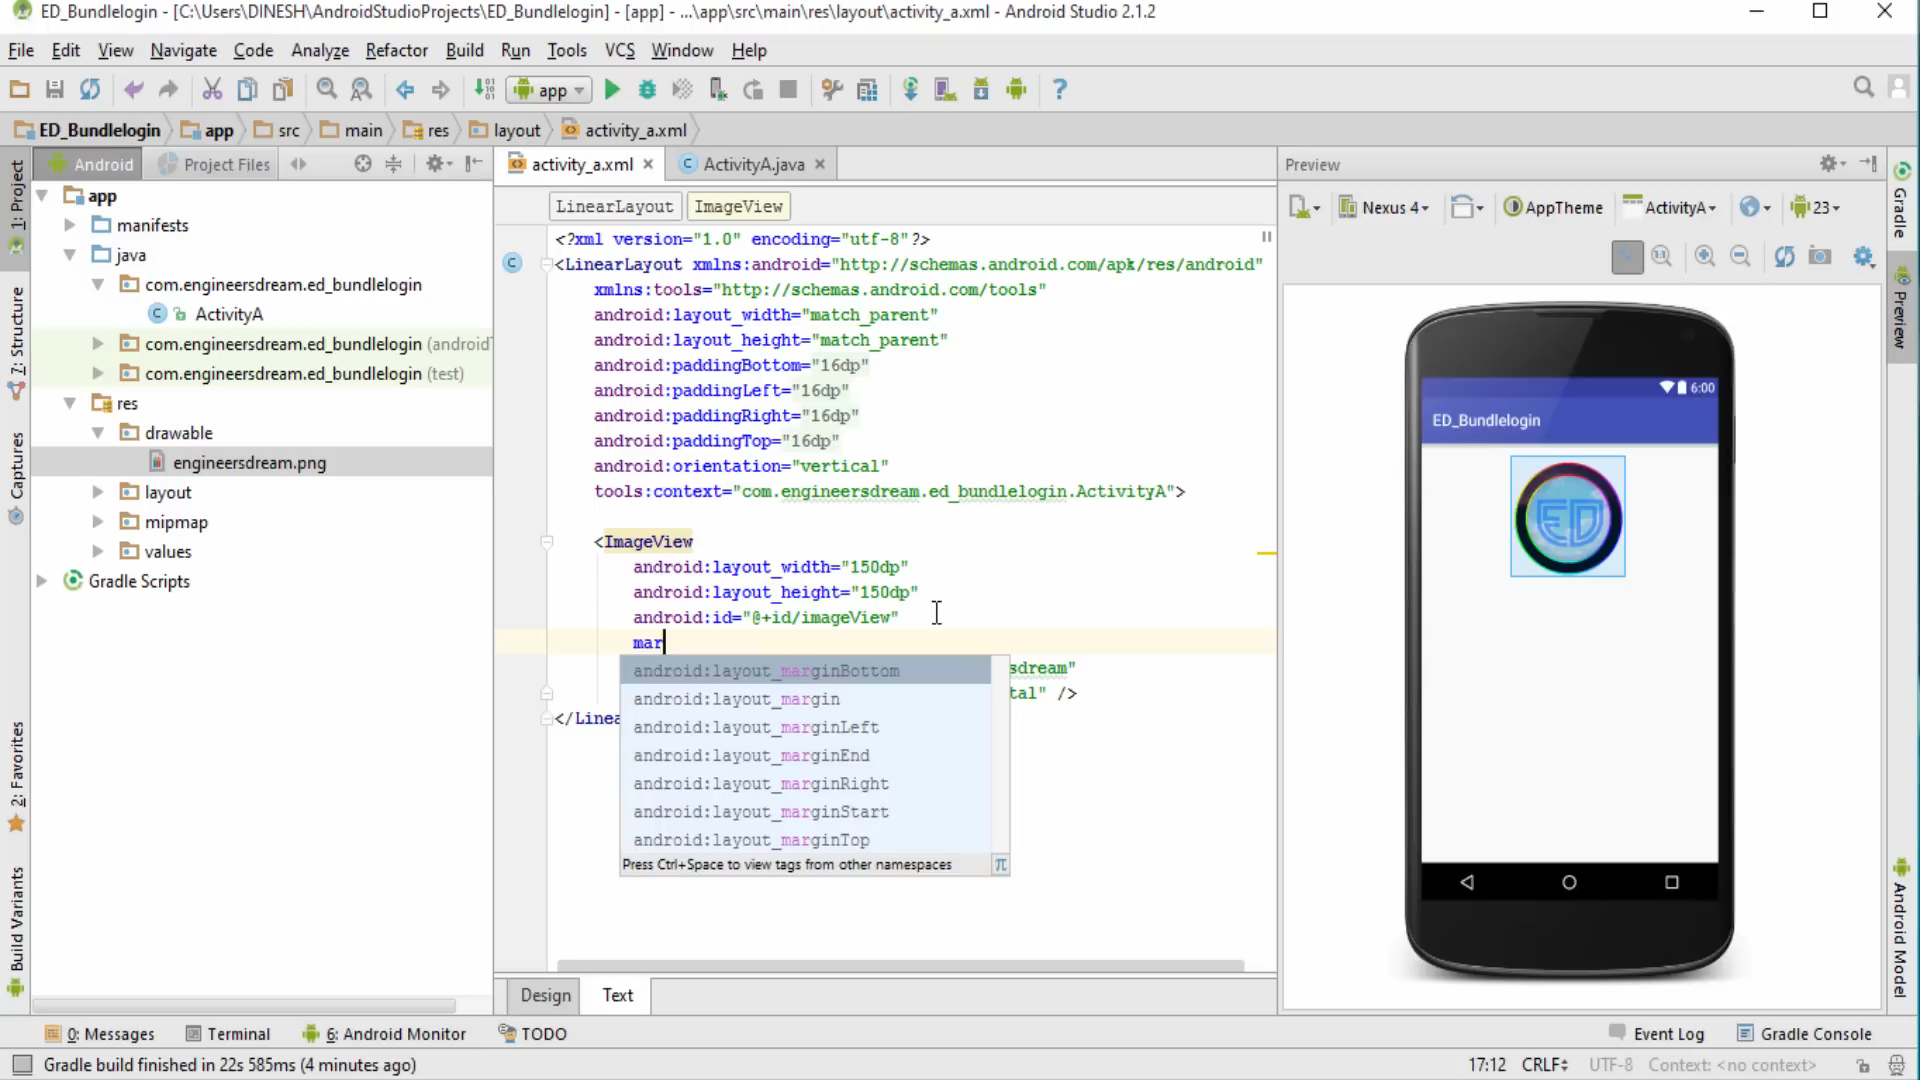 ED_Bundlelogin - [C:\Users\DINESH\AndroidStudioProjects\ED_Bundlelogin] - [app] - ...\app\src\main\res\layout\activity_a.xml - Android Studio 2.1.2
File Edit View Navigate Code Analyze Refactor Build Run Tools VCS Window Help
app
ED_Bundlelogin app src main res layout activity_a.xml
Android Project Files
activity_a.xml ActivityA.java
Preview
1: Project
7: Structure
Captures
2: Favorites
Build Variants
app
manifests
java
com.engineersdream.ed_bundlelogin
ActivityA
com.engineersdream.ed_bundlelogin (android
com.engineersdream.ed_bundlelogin (test)
res
drawable
engineersdream.png
layout
mipmap
values
Gradle Scripts
LinearLayout ImageView
<?xml version="1.0" encoding="utf-8"?>
<LinearLayout xmlns:android="http://schemas.android.com/apk/res/android"
xmlns:tools="http://schemas.android.com/tools"
android:layout_width="match_parent"
android:layout_height="match_parent"
android:paddingBottom="16dp"
android:paddingLeft="16dp"
android:paddingRight="16dp"
android:paddingTop="16dp"
android:orientation="vertical"
tools:context="com.engineersdream.ed_bundlelogin.ActivityA">
<ImageView
android:layout_width="150dp"
android:layout_height="150dp"
android:id="@+id/imageView"
mar
sdream"
tal" />
</Linea
android:layout_marginBottom
android:layout_margin
android:layout_marginLeft
android:layout_marginEnd
android:layout_marginRight
android:layout_marginStart
android:layout_marginTop
Press Ctrl+Space to view tags from other namespaces π
Design Text
Nexus 4 AppTheme ActivityA 23
1:1
6:00
ED_Bundlelogin
ED
Gradle
Preview
Android Model
0: Messages Terminal 6: Android Monitor TODO Event Log Gradle Console
Gradle build finished in 22s 585ms (4 minutes ago) 17:12 CRLF UTF-8 Context: <no context>